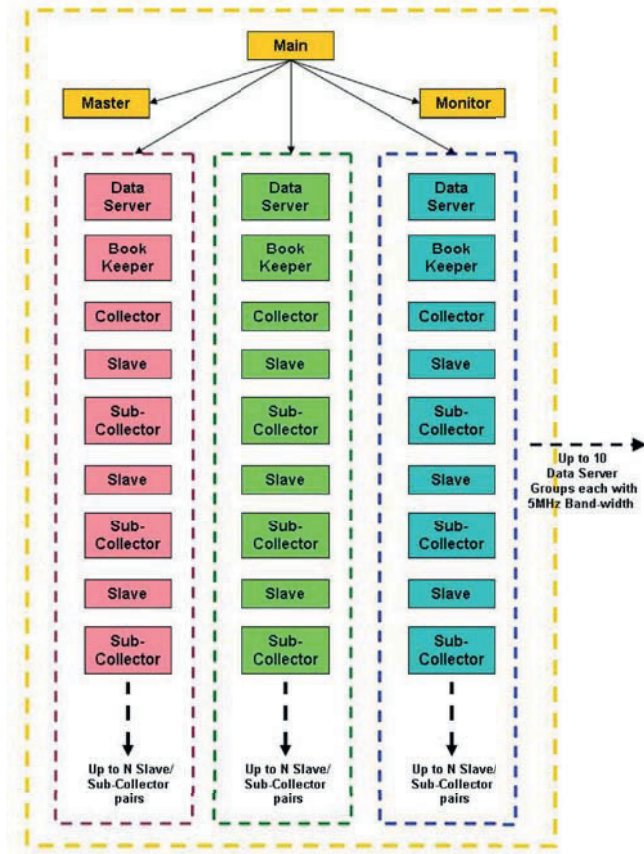 Main
Master
Monitor
Data
Server
Book
Keeper
Collector
Slave
Sub-
Collector
Slave
Sub-
Collector
Slave
Sub-
Collector
Up to N Slave/
Sub-Collector
pairs
Data
Server
Book
Keeper
Collector
Slave
Sub-
Collector
Slave
Sub-
Collector
Slave
Sub-
Collector
Up to N Slave/
Sub-Collector
pairs
Data
Server
Book
Keeper
Collector
Slave
Sub-
Collector
Slave
Sub-
Collector
Slave
Sub-
Collector
Up to N Slave/
Sub-Collector
pairs
Up to 10
Data Server
Groups each with
5MHz Band-width